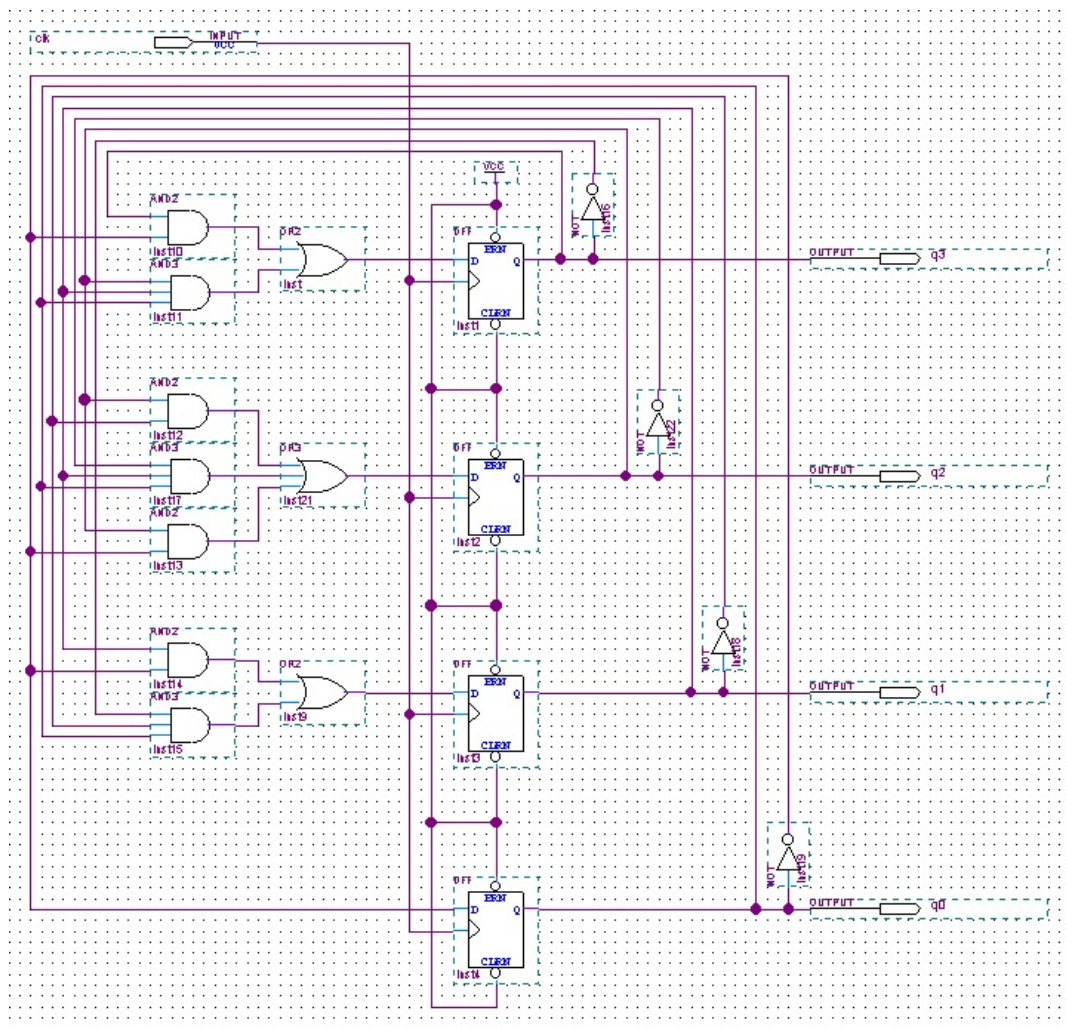 clk INPUT
VCC
VCC
NOT inst16
AND2
inst10
AND3
inst11
OR2
inst
DFF
PRN
D Q
CLRN
inst1
OUTPUT q3
AND2
inst12
AND3
inst17
AND2
inst13
OR3
inst21
NOT inst22
DFF
PRN
D Q
CLRN
inst2
OUTPUT q2
AND2
inst14
AND3
inst15
OR2
inst9
NOT inst18
DFF
PRN
D Q
CLRN
inst3
OUTPUT q1
NOT inst19
DFF
PRN
D Q
CLRN
inst4
OUTPUT q0